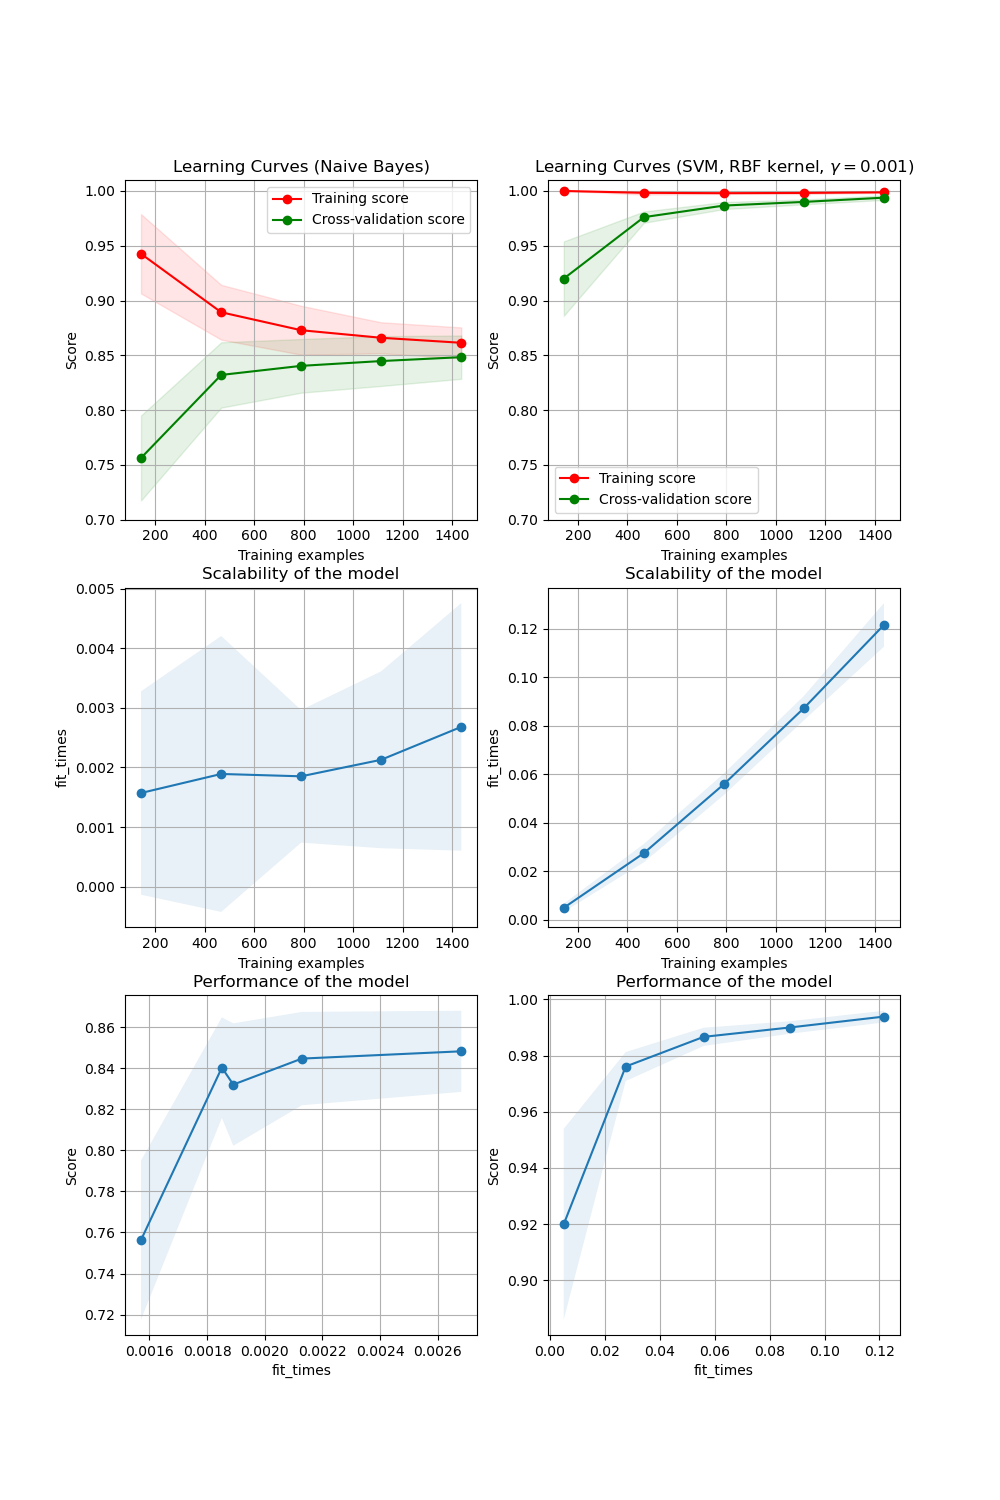 Learning Curves (Naive Bayes)
1.00
0.95
0.90
0.85
0.80
0.75
0.70
Score
Training score
Cross-validation score
200 400 600 800 1000 1200 1400
Training examples
Learning Curves (SVM, RBF kernel, γ = 0.001)
1.00
0.95
0.90
0.85
0.80
0.75
0.70
Score
Training score
Cross-validation score
200 400 600 800 1000 1200 1400
Training examples
Scalability of the model
0.005
0.004
0.003
0.002
0.001
0.000
fit_times
200 400 600 800 1000 1200 1400
Training examples
Scalability of the model
0.12
0.10
0.08
0.06
0.04
0.02
0.00
fit_times
200 400 600 800 1000 1200 1400
Training examples
Performance of the model
0.86
0.84
0.82
0.80
0.78
0.76
0.74
0.72
Score
0.0016 0.0018 0.0020 0.0022 0.0024 0.0026
fit_times
Performance of the model
1.00
0.98
0.96
0.94
0.92
0.90
Score
0.00 0.02 0.04 0.06 0.08 0.10 0.12
fit_times